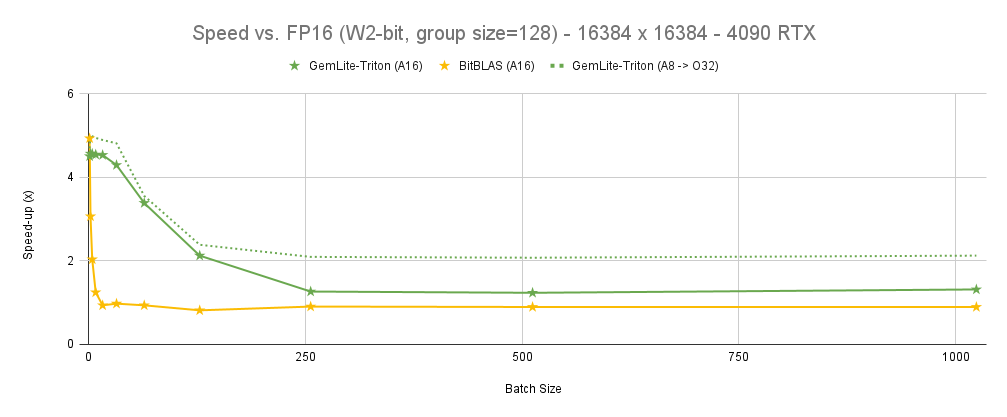 Speed vs. FP16 (W2-bit, group size=128) - 16384 x 16384 - 4090 RTX
GemLite-Triton (A16) BitBLAS (A16) GemLite-Triton (A8 -> O32)
6
4
2
0
Speed-up (x)
0 250 500 750 1000
Batch Size